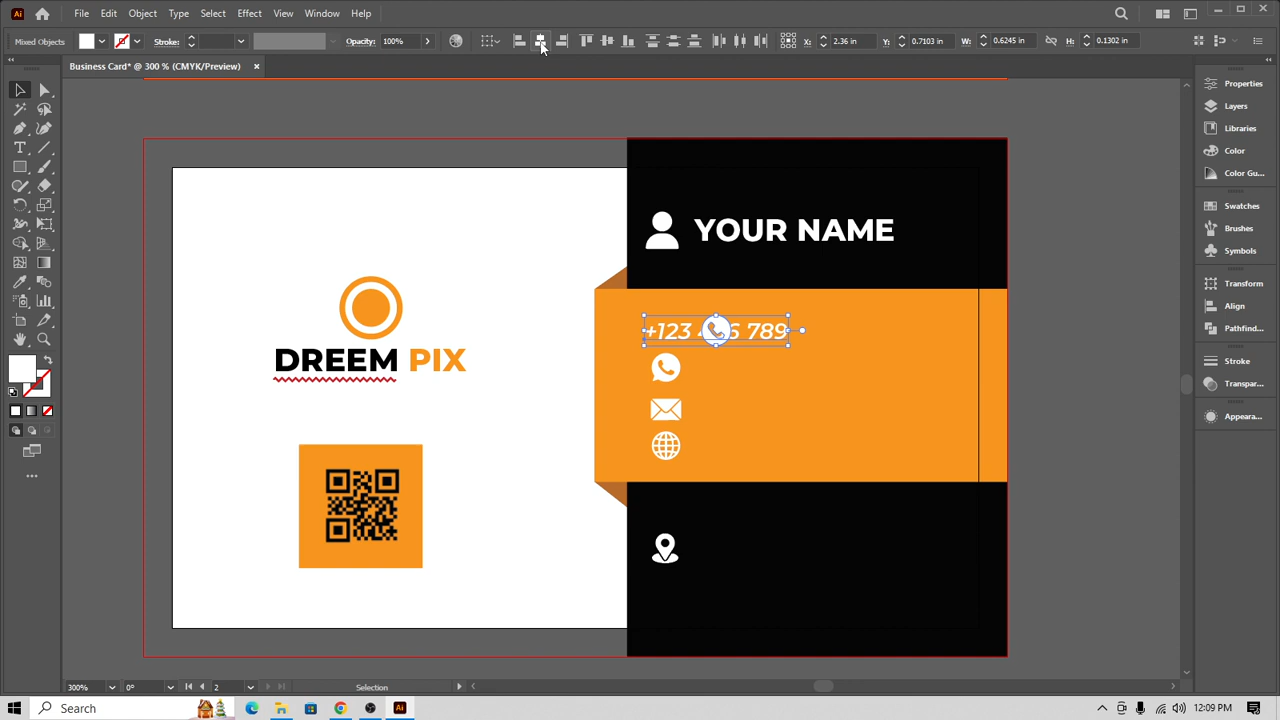 Ai File Edit Object Type Select Effect View Window Help
Mixed Objects Stroke: Opacity: 100% X: 2.36 in Y: 0.7103 in W: 0.6245 in H: 0.1302 in
Business Card* @ 300 % (CMYK/Preview) ×
Properties
Layers
Libraries
Color
Color Gu...
Swatches
Brushes
Symbols
Transform
Align
Pathfin...
Stroke
Transpar...
Appeara...
YOUR NAME
+123 789
DREEM PIX
300% 0° 2 Selection
Search
12:09 PM